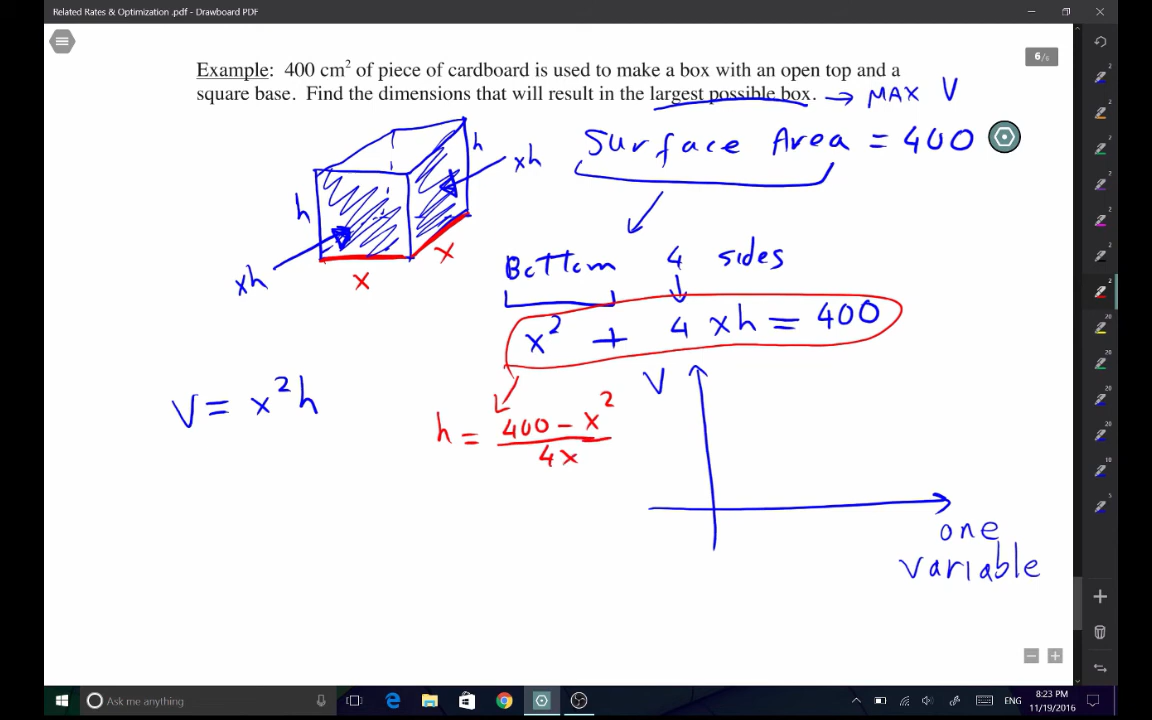 Related Rates & Optimization .pdf - Drawboard PDF
6/8
Example: 400 cm² of piece of cardboard is used to make a box with an open top and a
square base. Find the dimensions that will result in the largest possible box. → MAX V
Surface Area = 400
h
xh
h
x
x
xh
Bottom 4 sides
x² + 4 xh = 400
V = x²h
h = (400 - x²)/4x
V
one
variable
Ask me anything
ENG
8:23 PM
11/19/2016